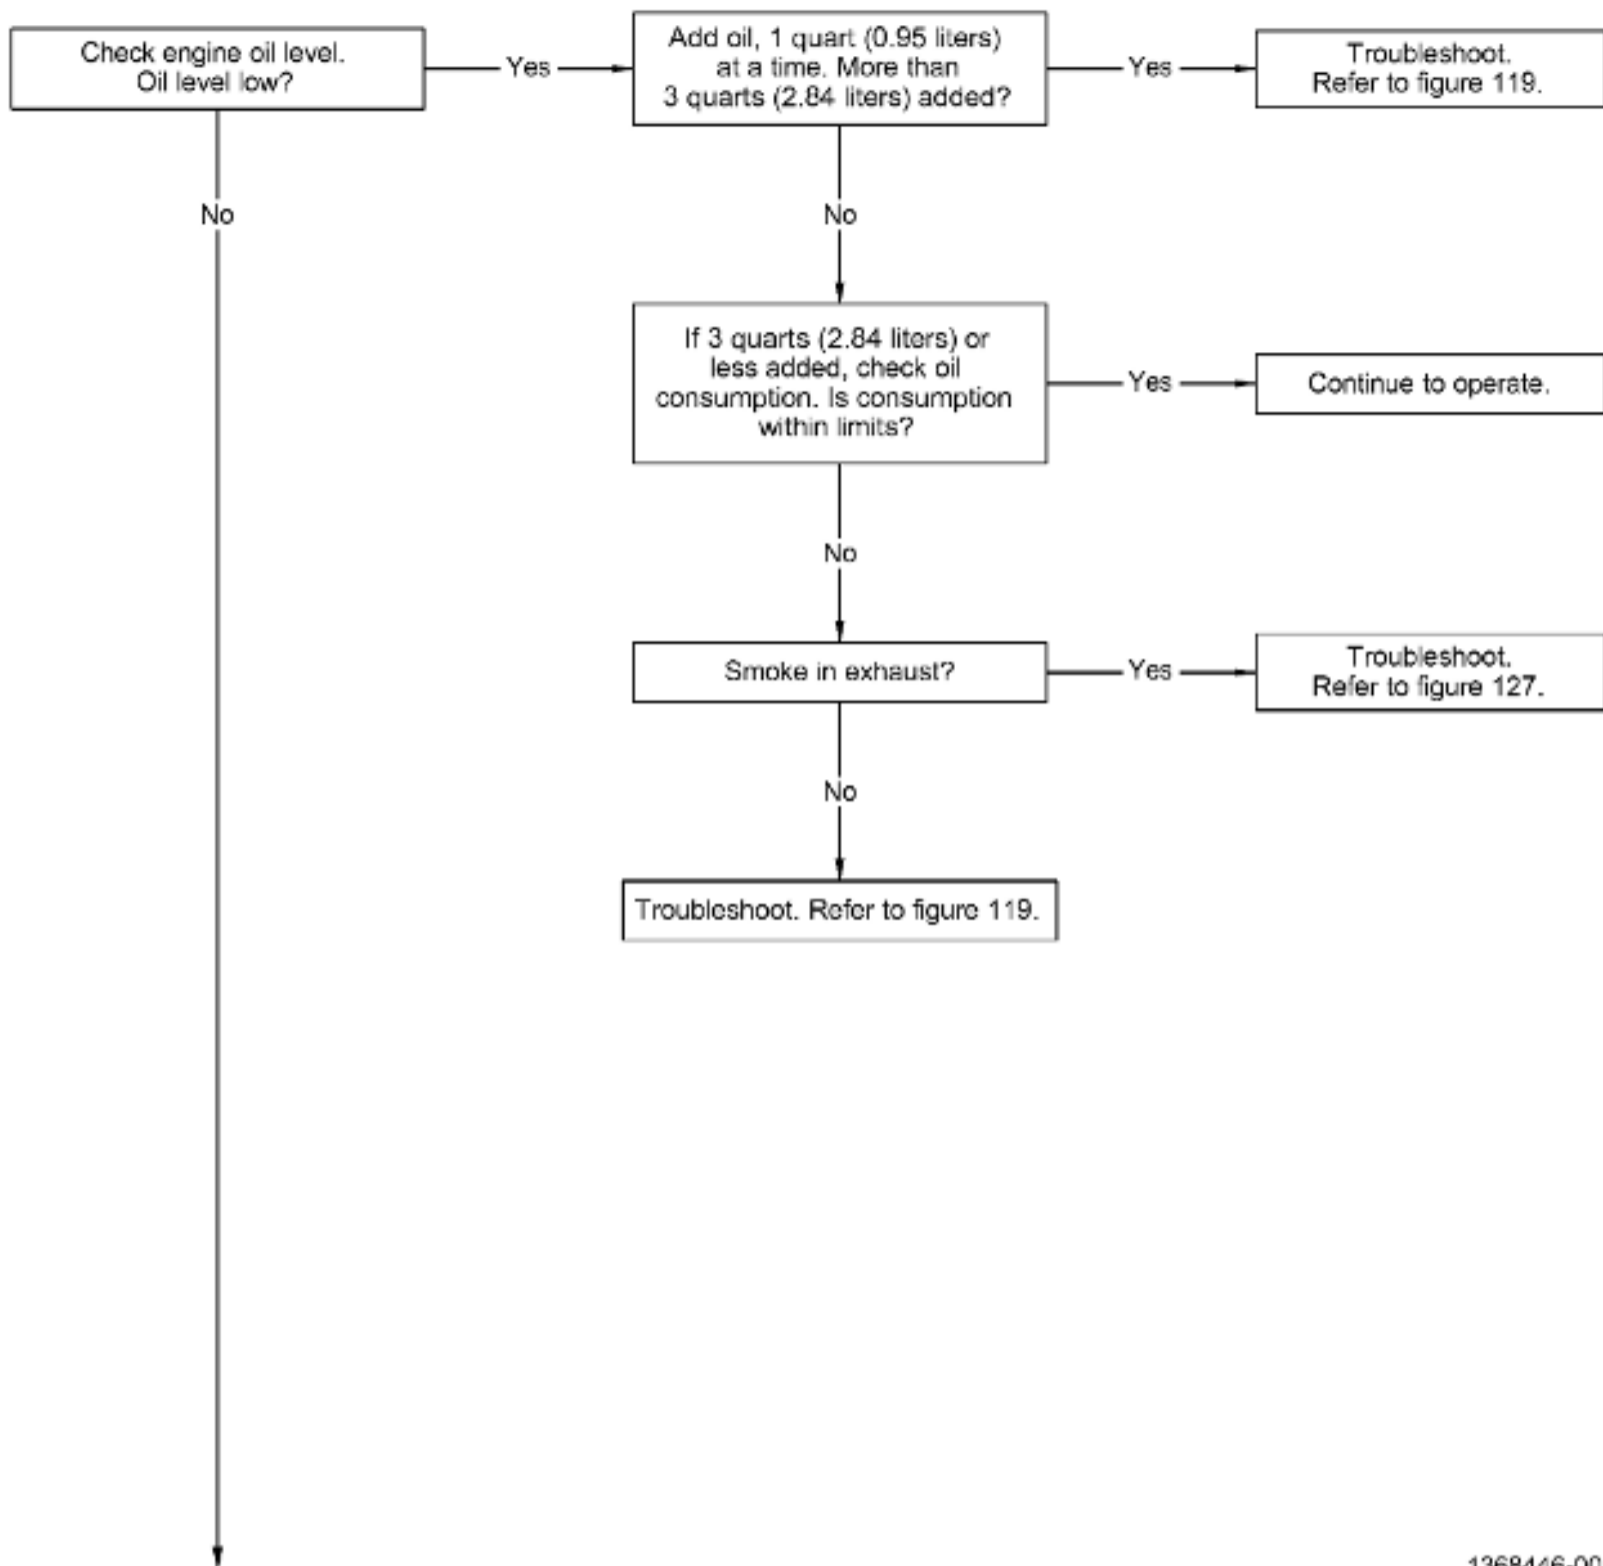 Check engine oil level.
Oil level low?
Yes
Add oil, 1 quart (0.95 liters)
at a time. More than
3 quarts (2.84 liters) added?
Yes
Troubleshoot.
Refer to figure 119.
No
No
If 3 quarts (2.84 liters) or
less added, check oil
consumption. Is consumption
within limits?
Yes
Continue to operate.
No
Smoke in exhaust?
Yes
Troubleshoot.
Refer to figure 127.
No
Troubleshoot. Refer to figure 119.